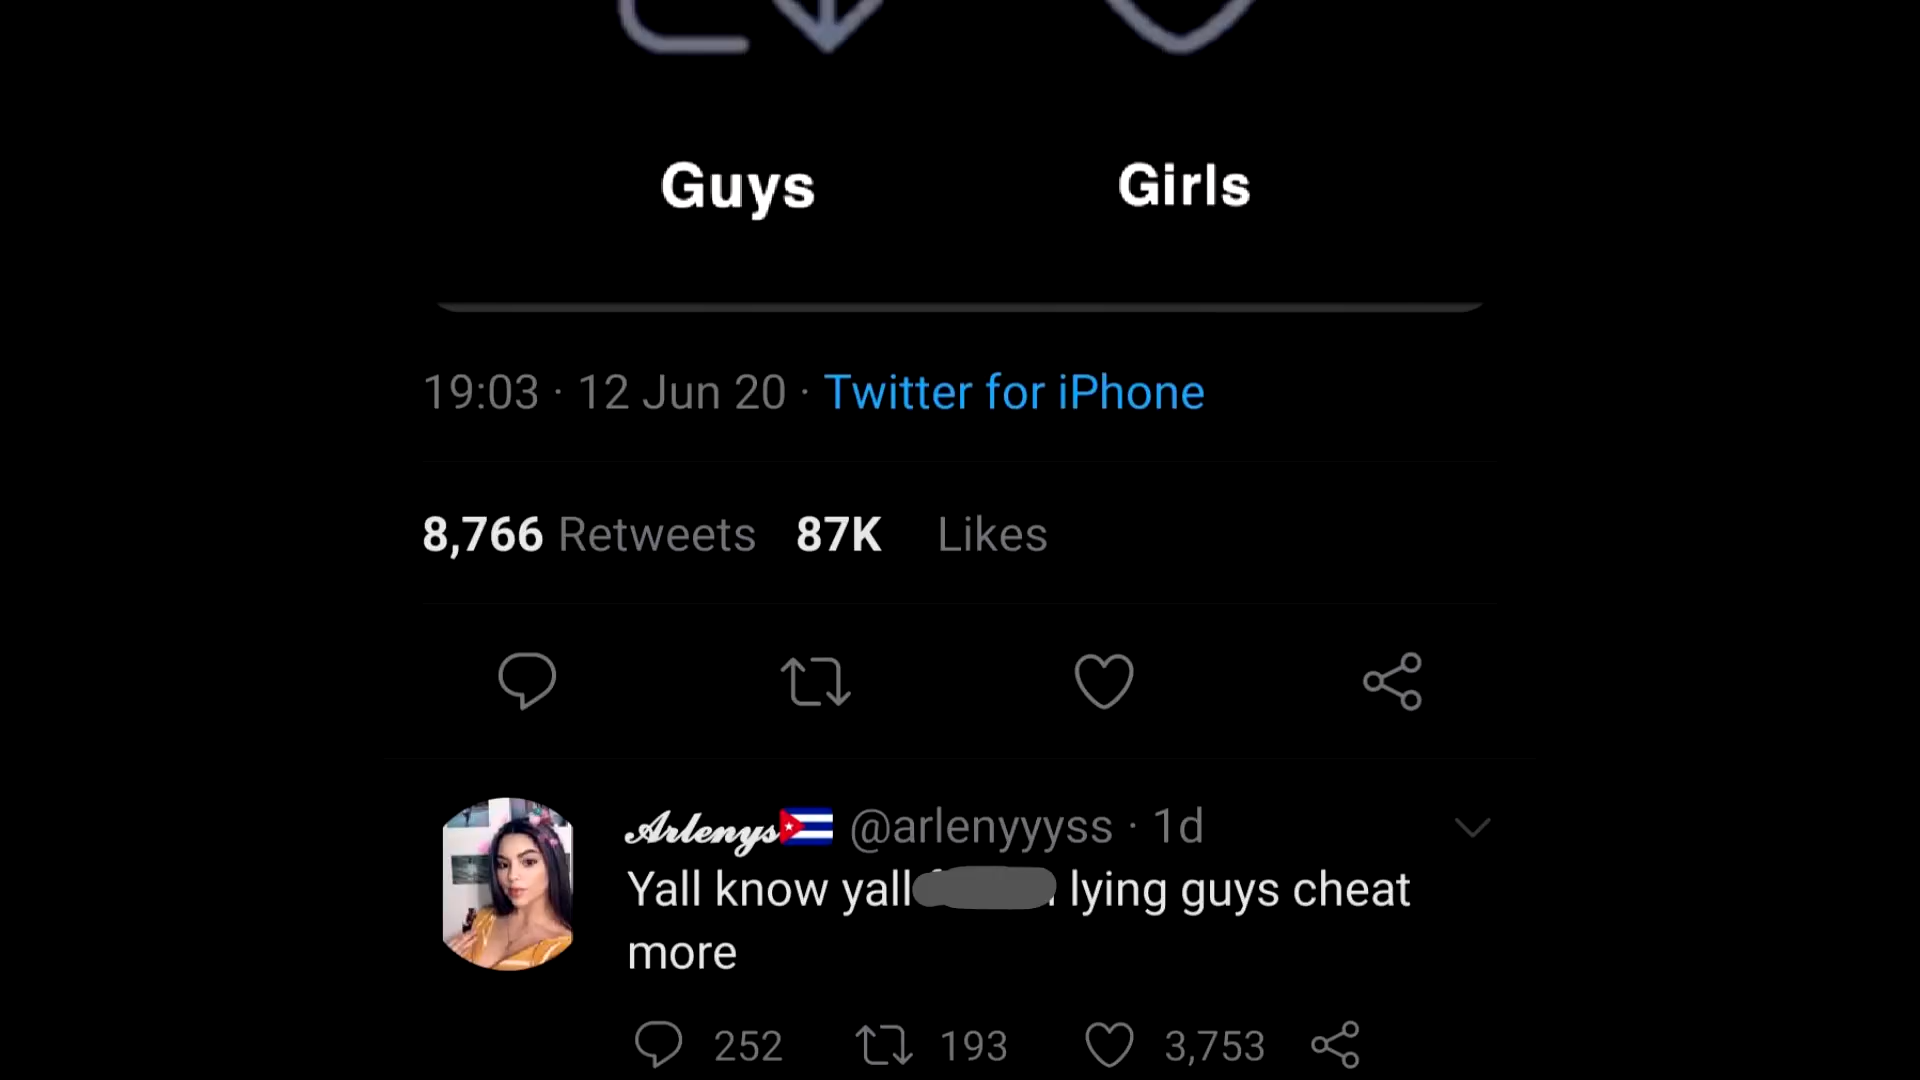 Guys Girls
19:03 · 12 Jun 20 · Twitter for iPhone
8,766 Retweets 87K Likes
Arlenys🇨🇺 @arlenyyyss · 1d
Yall know yall lying guys cheat
more
252 193 3,753